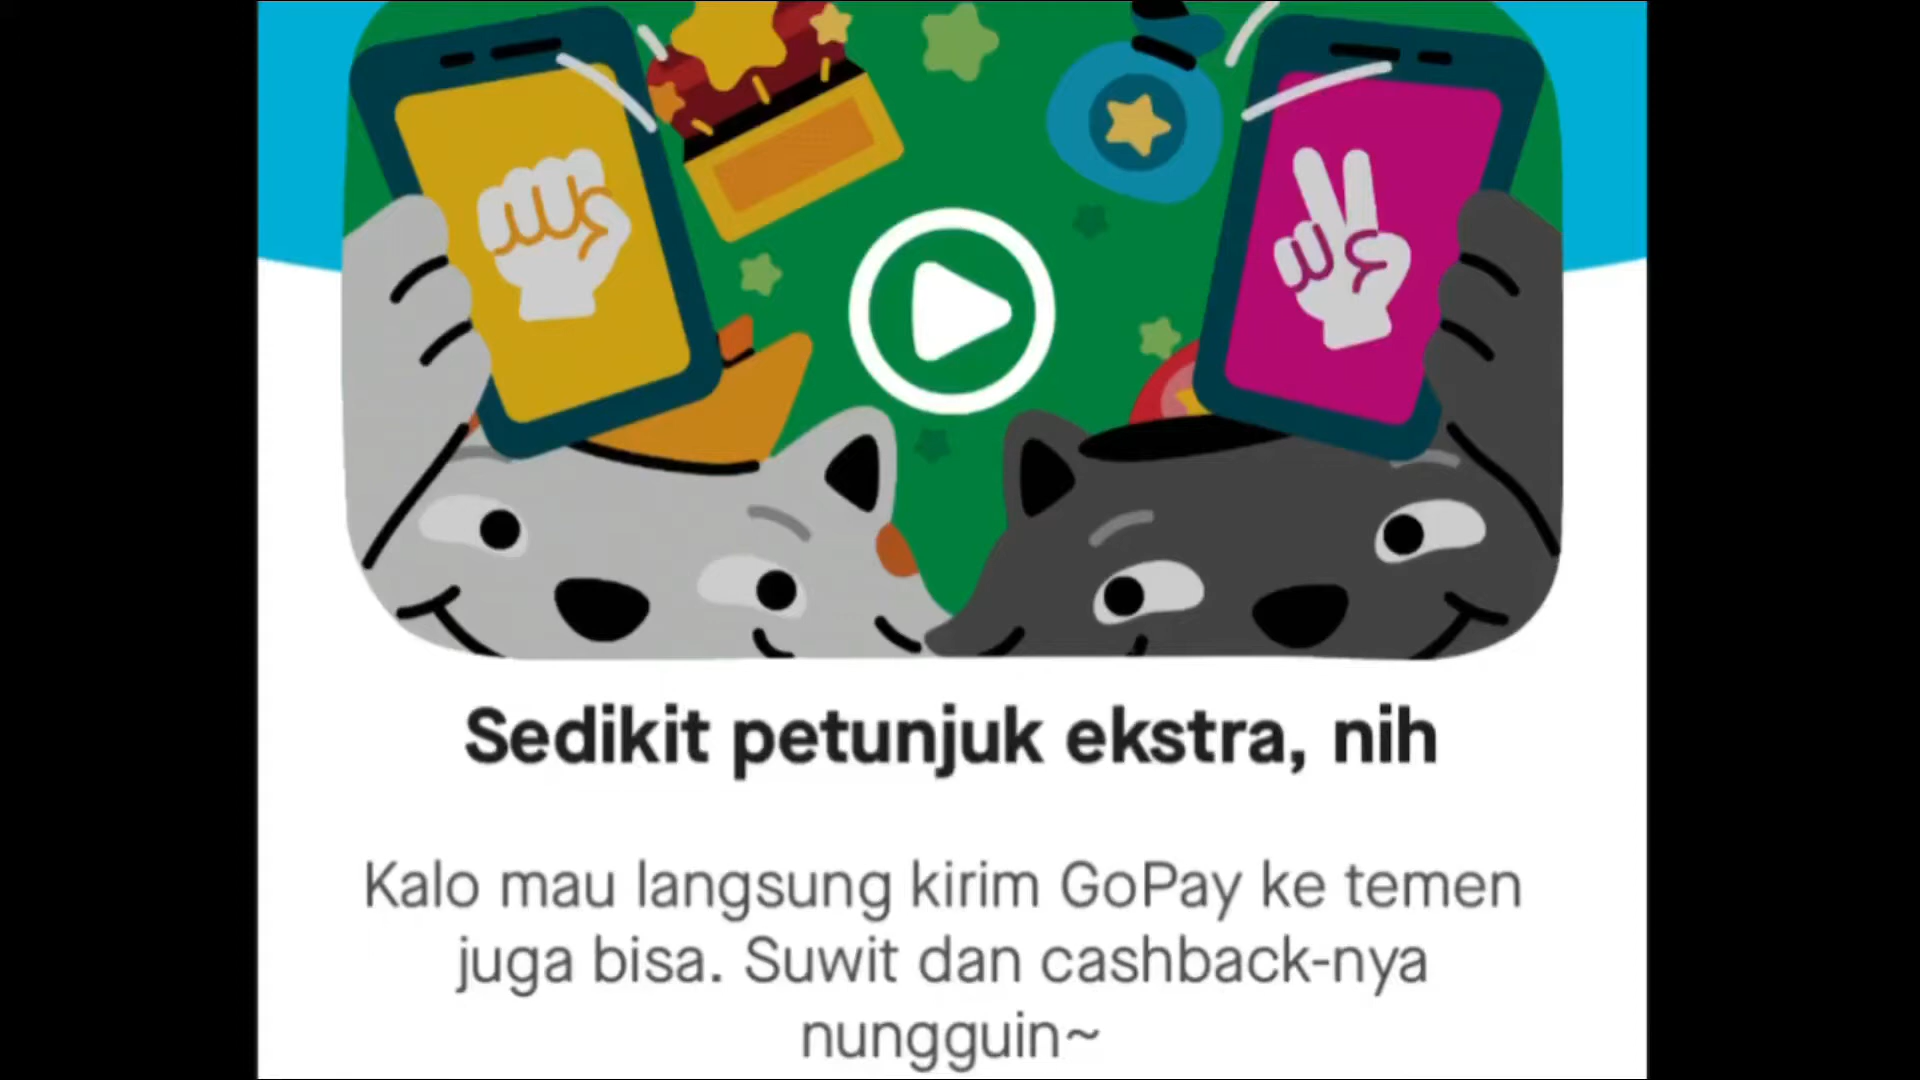 Sedikit petunjuk ekstra, nih
Kalo mau langsung kirim GoPay ke temen
juga bisa. Suwit dan cashback-nya
nungguin~